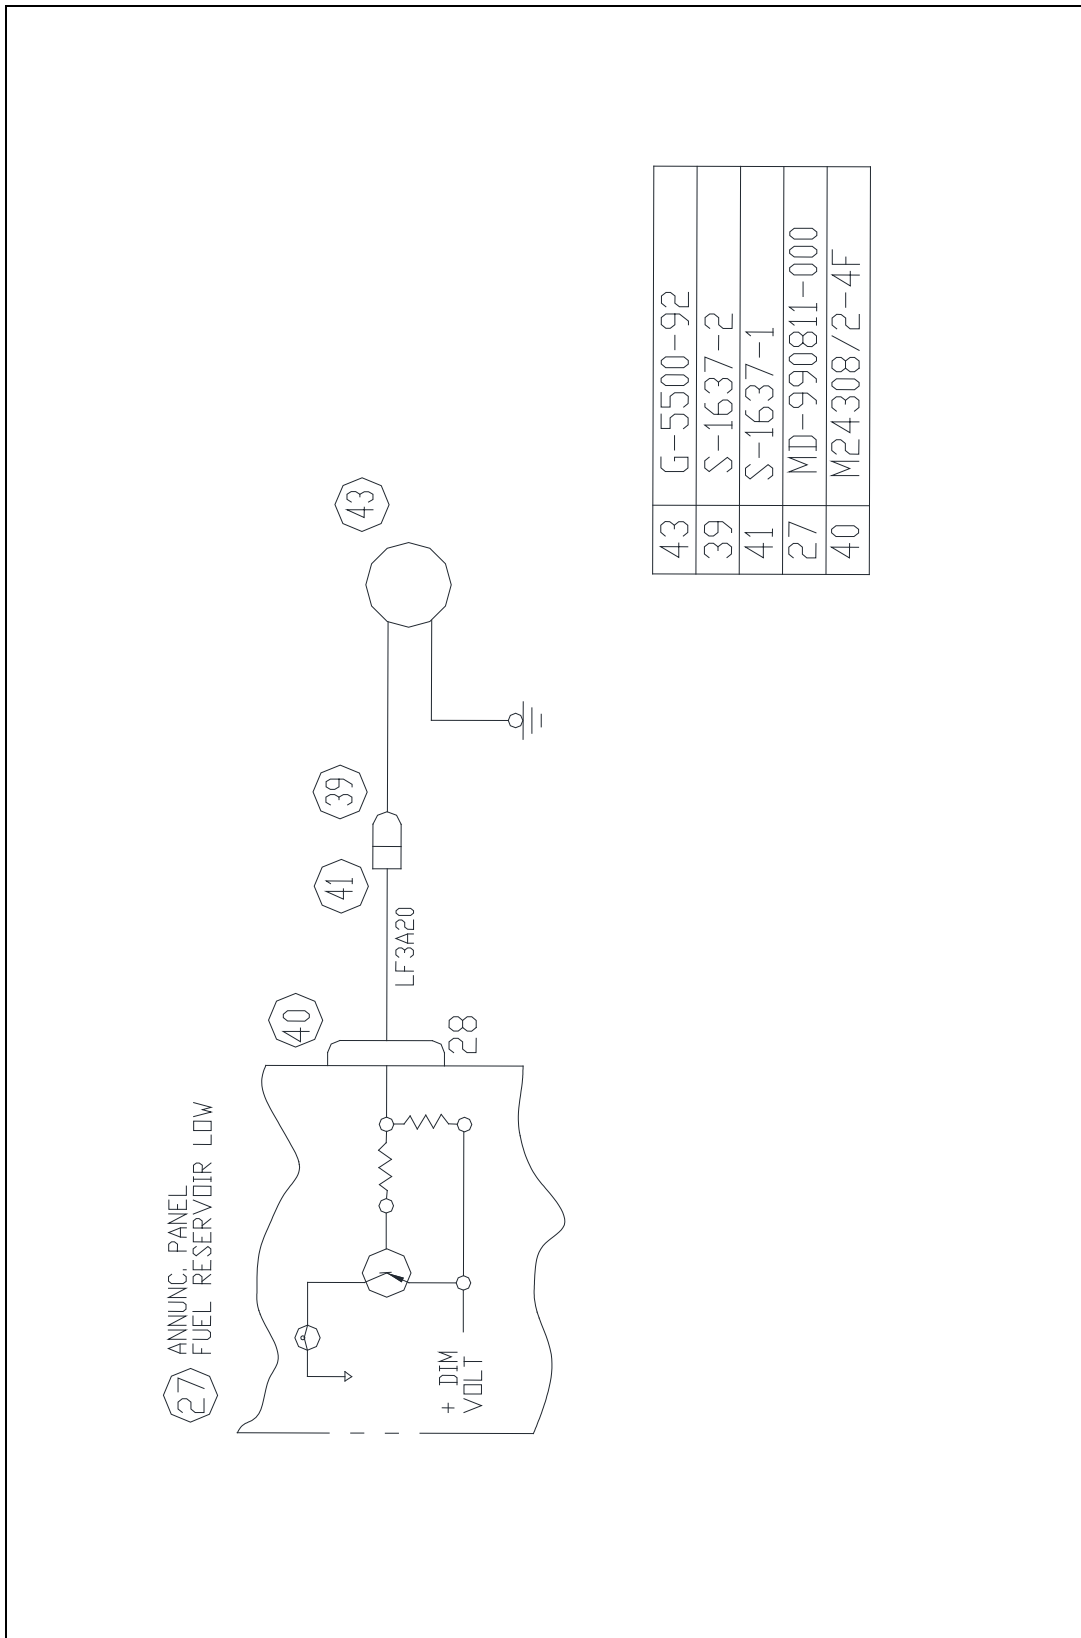 27
ANNUNC. PANEL
FUEL RESERVOIR LOW
+ DIM
VOLT
40
28
LF3A20
41
39
43
43 G-5500-92
39 S-1637-2
41 S-1637-1
27 MD-990811-000
40 M24308/2-4F